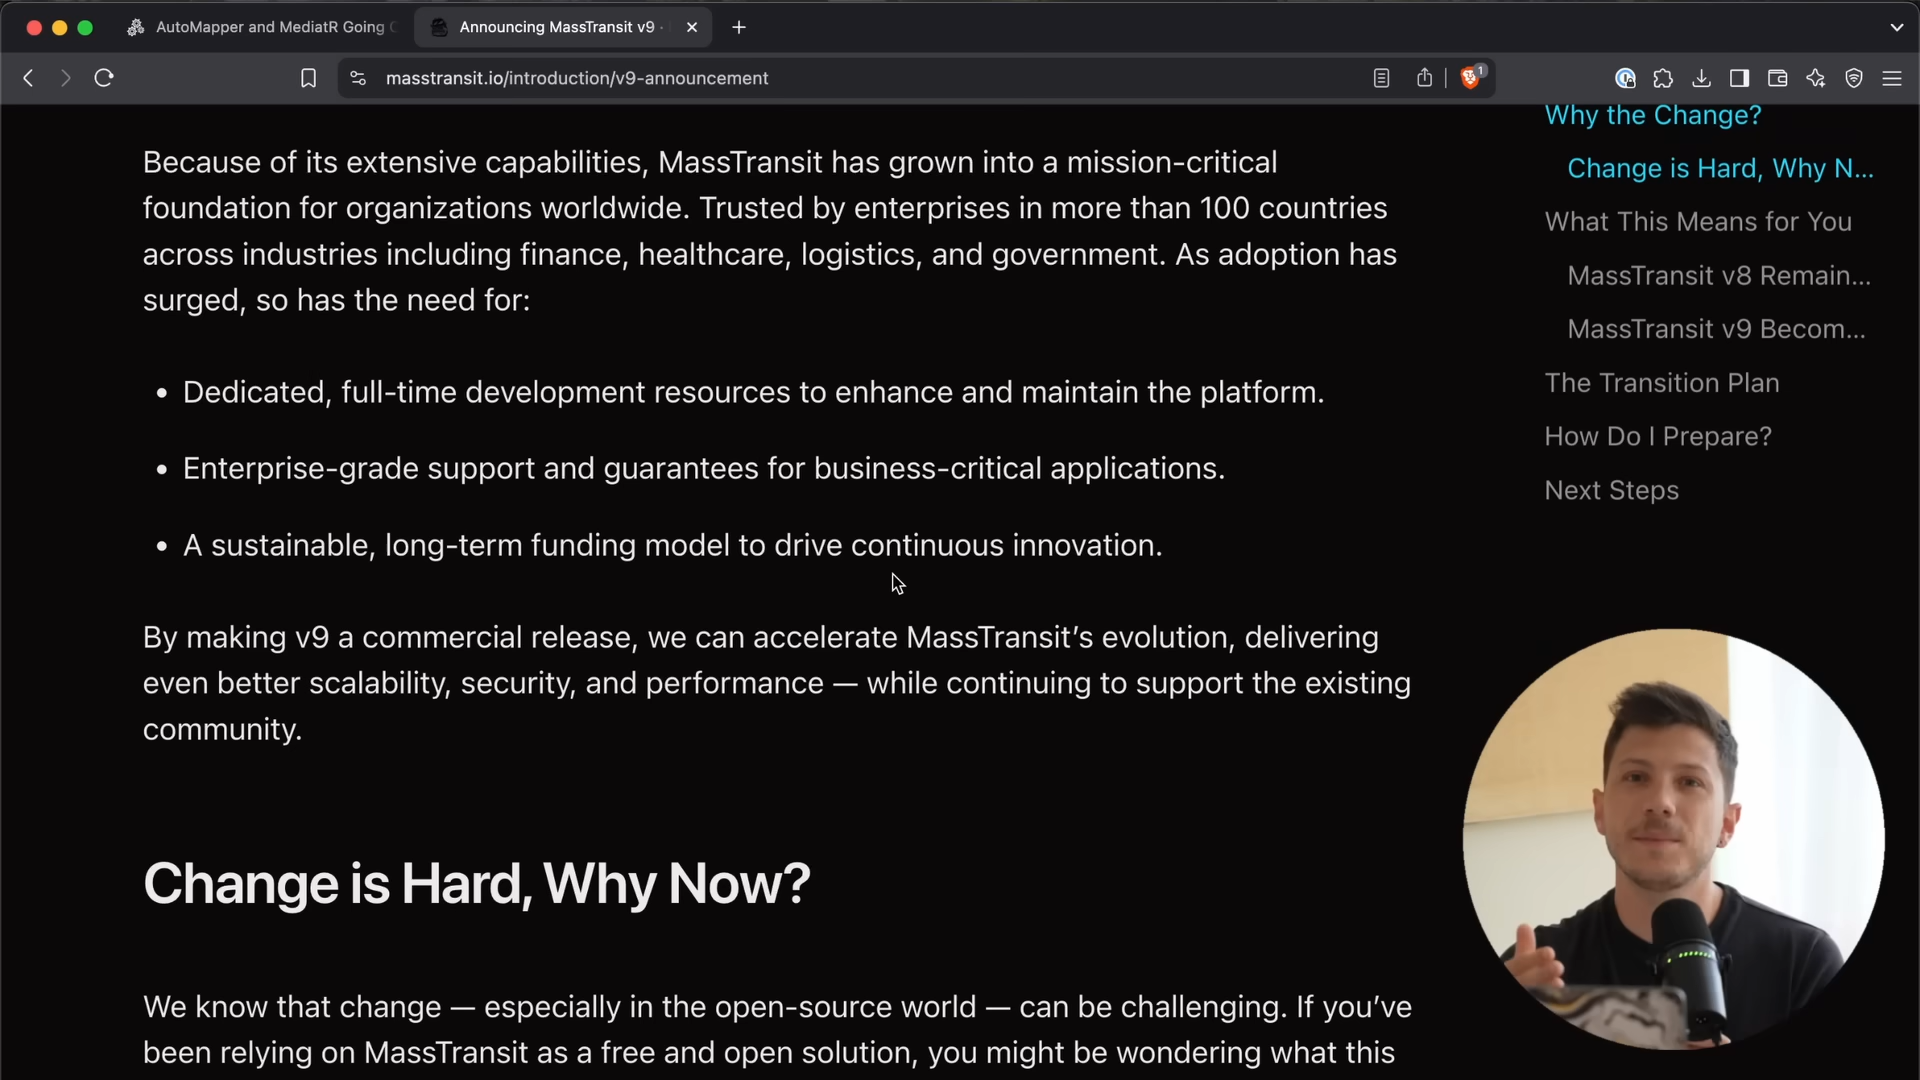 AutoMapper and MediatR Going
Announcing MassTransit v9 ·
masstransit.io/introduction/v9-announcement
1
Because of its extensive capabilities, MassTransit has grown into a mission-critical
foundation for organizations worldwide. Trusted by enterprises in more than 100 countries
across industries including finance, healthcare, logistics, and government. As adoption has
surged, so has the need for:
• Dedicated, full-time development resources to enhance and maintain the platform.
• Enterprise-grade support and guarantees for business-critical applications.
• A sustainable, long-term funding model to drive continuous innovation.
By making v9 a commercial release, we can accelerate MassTransit’s evolution, delivering
even better scalability, security, and performance — while continuing to support the existing
community.
Change is Hard, Why Now?
We know that change — especially in the open-source world — can be challenging. If you’ve
been relying on MassTransit as a free and open solution, you might be wondering what this
Why the Change?
Change is Hard, Why N...
What This Means for You
MassTransit v8 Remain...
MassTransit v9 Becom...
The Transition Plan
How Do I Prepare?
Next Steps